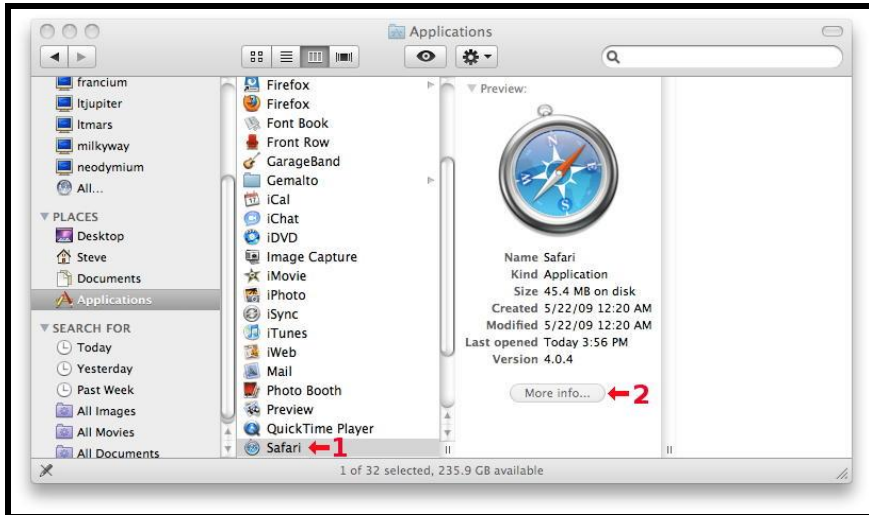 Applications
francium
ltjupiter
ltmars
milkyway
neodymium
All...
PLACES
Desktop
Steve
Documents
Applications
SEARCH FOR
Today
Yesterday
Past Week
All Images
All Movies
All Documents
Firefox
Firefox
Font Book
Front Row
GarageBand
Gemalto
iCal
iChat
iDVD
Image Capture
iMovie
iPhoto
iSync
iTunes
iWeb
Mail
Photo Booth
Preview
QuickTime Player
Safari 1
Preview:
N
E
W
S
Name Safari
Kind Application
Size 45.4 MB on disk
Created 5/22/09 12:20 AM
Modified 5/22/09 12:20 AM
Last opened Today 3:56 PM
Version 4.0.4
More info... 2
1 of 32 selected, 235.9 GB available